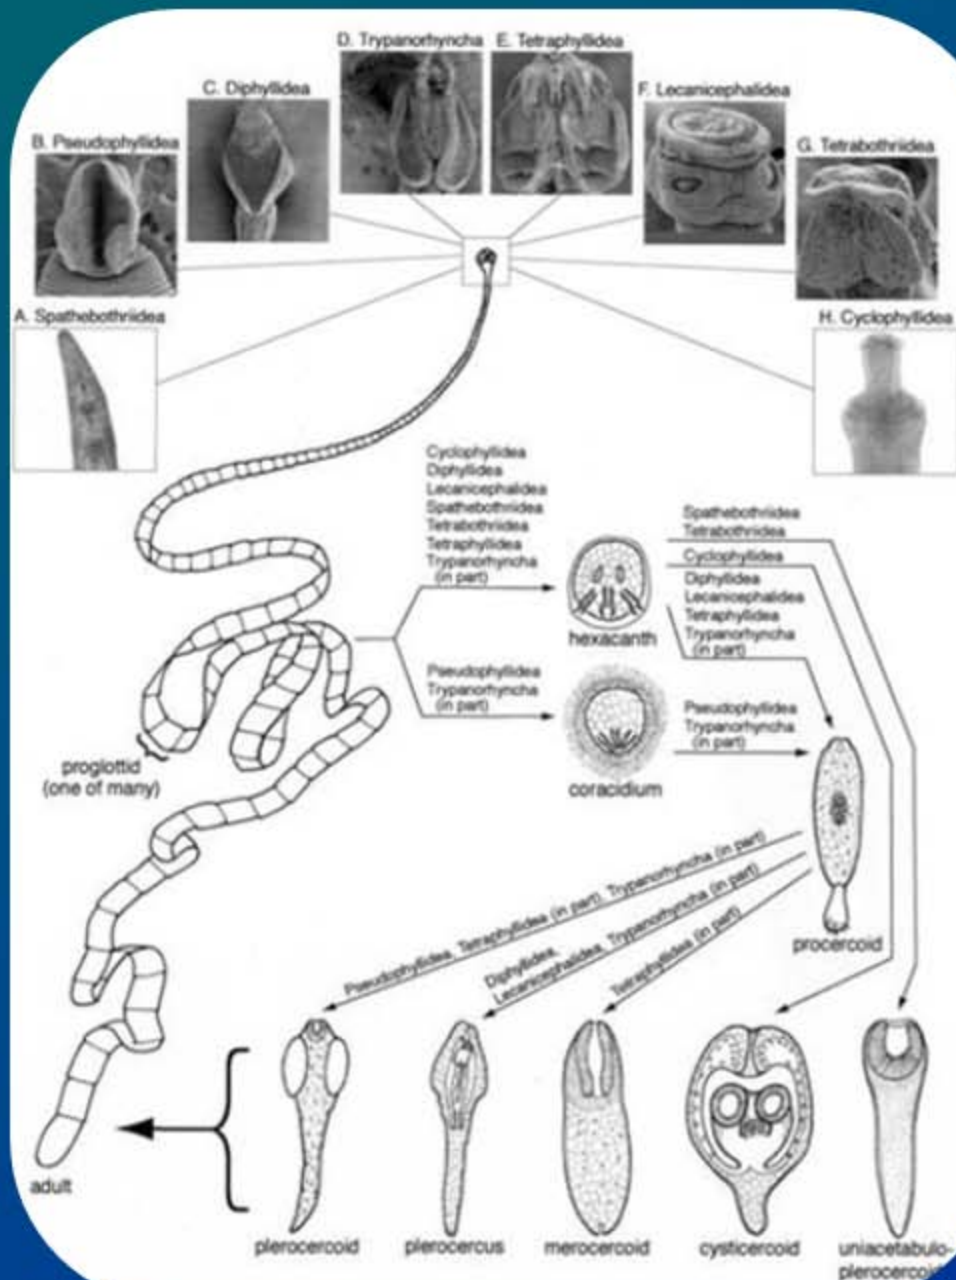 D. Trypanorhyncha
E. Tetraphyllidea
C. Diphyllidea
F. Lecanicephalidea
B. Pseudophyllidea
G. Tetrabothriidea
A. Spathebothriidea
H. Cyclophyllidea
Cyclophyllidea
Diphyllidea
Lecanicephalidea
Spathebothriidea
Tetrabothriidea
Tetraphyllidea
Trypanorhyncha
(in part)
Spathebothriidea
Tetrabothriidea
Cyclophyllidea
Diphyllidea
Lecanicephalidea
Tetraphyllidea
Trypanorhyncha
(in part)
hexacanth
Pseudophyllidea
Trypanorhyncha
(in part)
Pseudophyllidea
Trypanorhyncha
(in part)
coracidium
proglottid
(one of many)
procercoid
Pseudophyllidea, Tetraphyllidea (in part), Trypanorhyncha (in part)
Diphyllidea,
Lecanicephalidea, Trypanorhyncha (in part)
Tetraphyllidea (in part)
adult
plerocercoid
plerocercus
merocercoid
cysticercoid
uniacetabulo-
plerocercoid